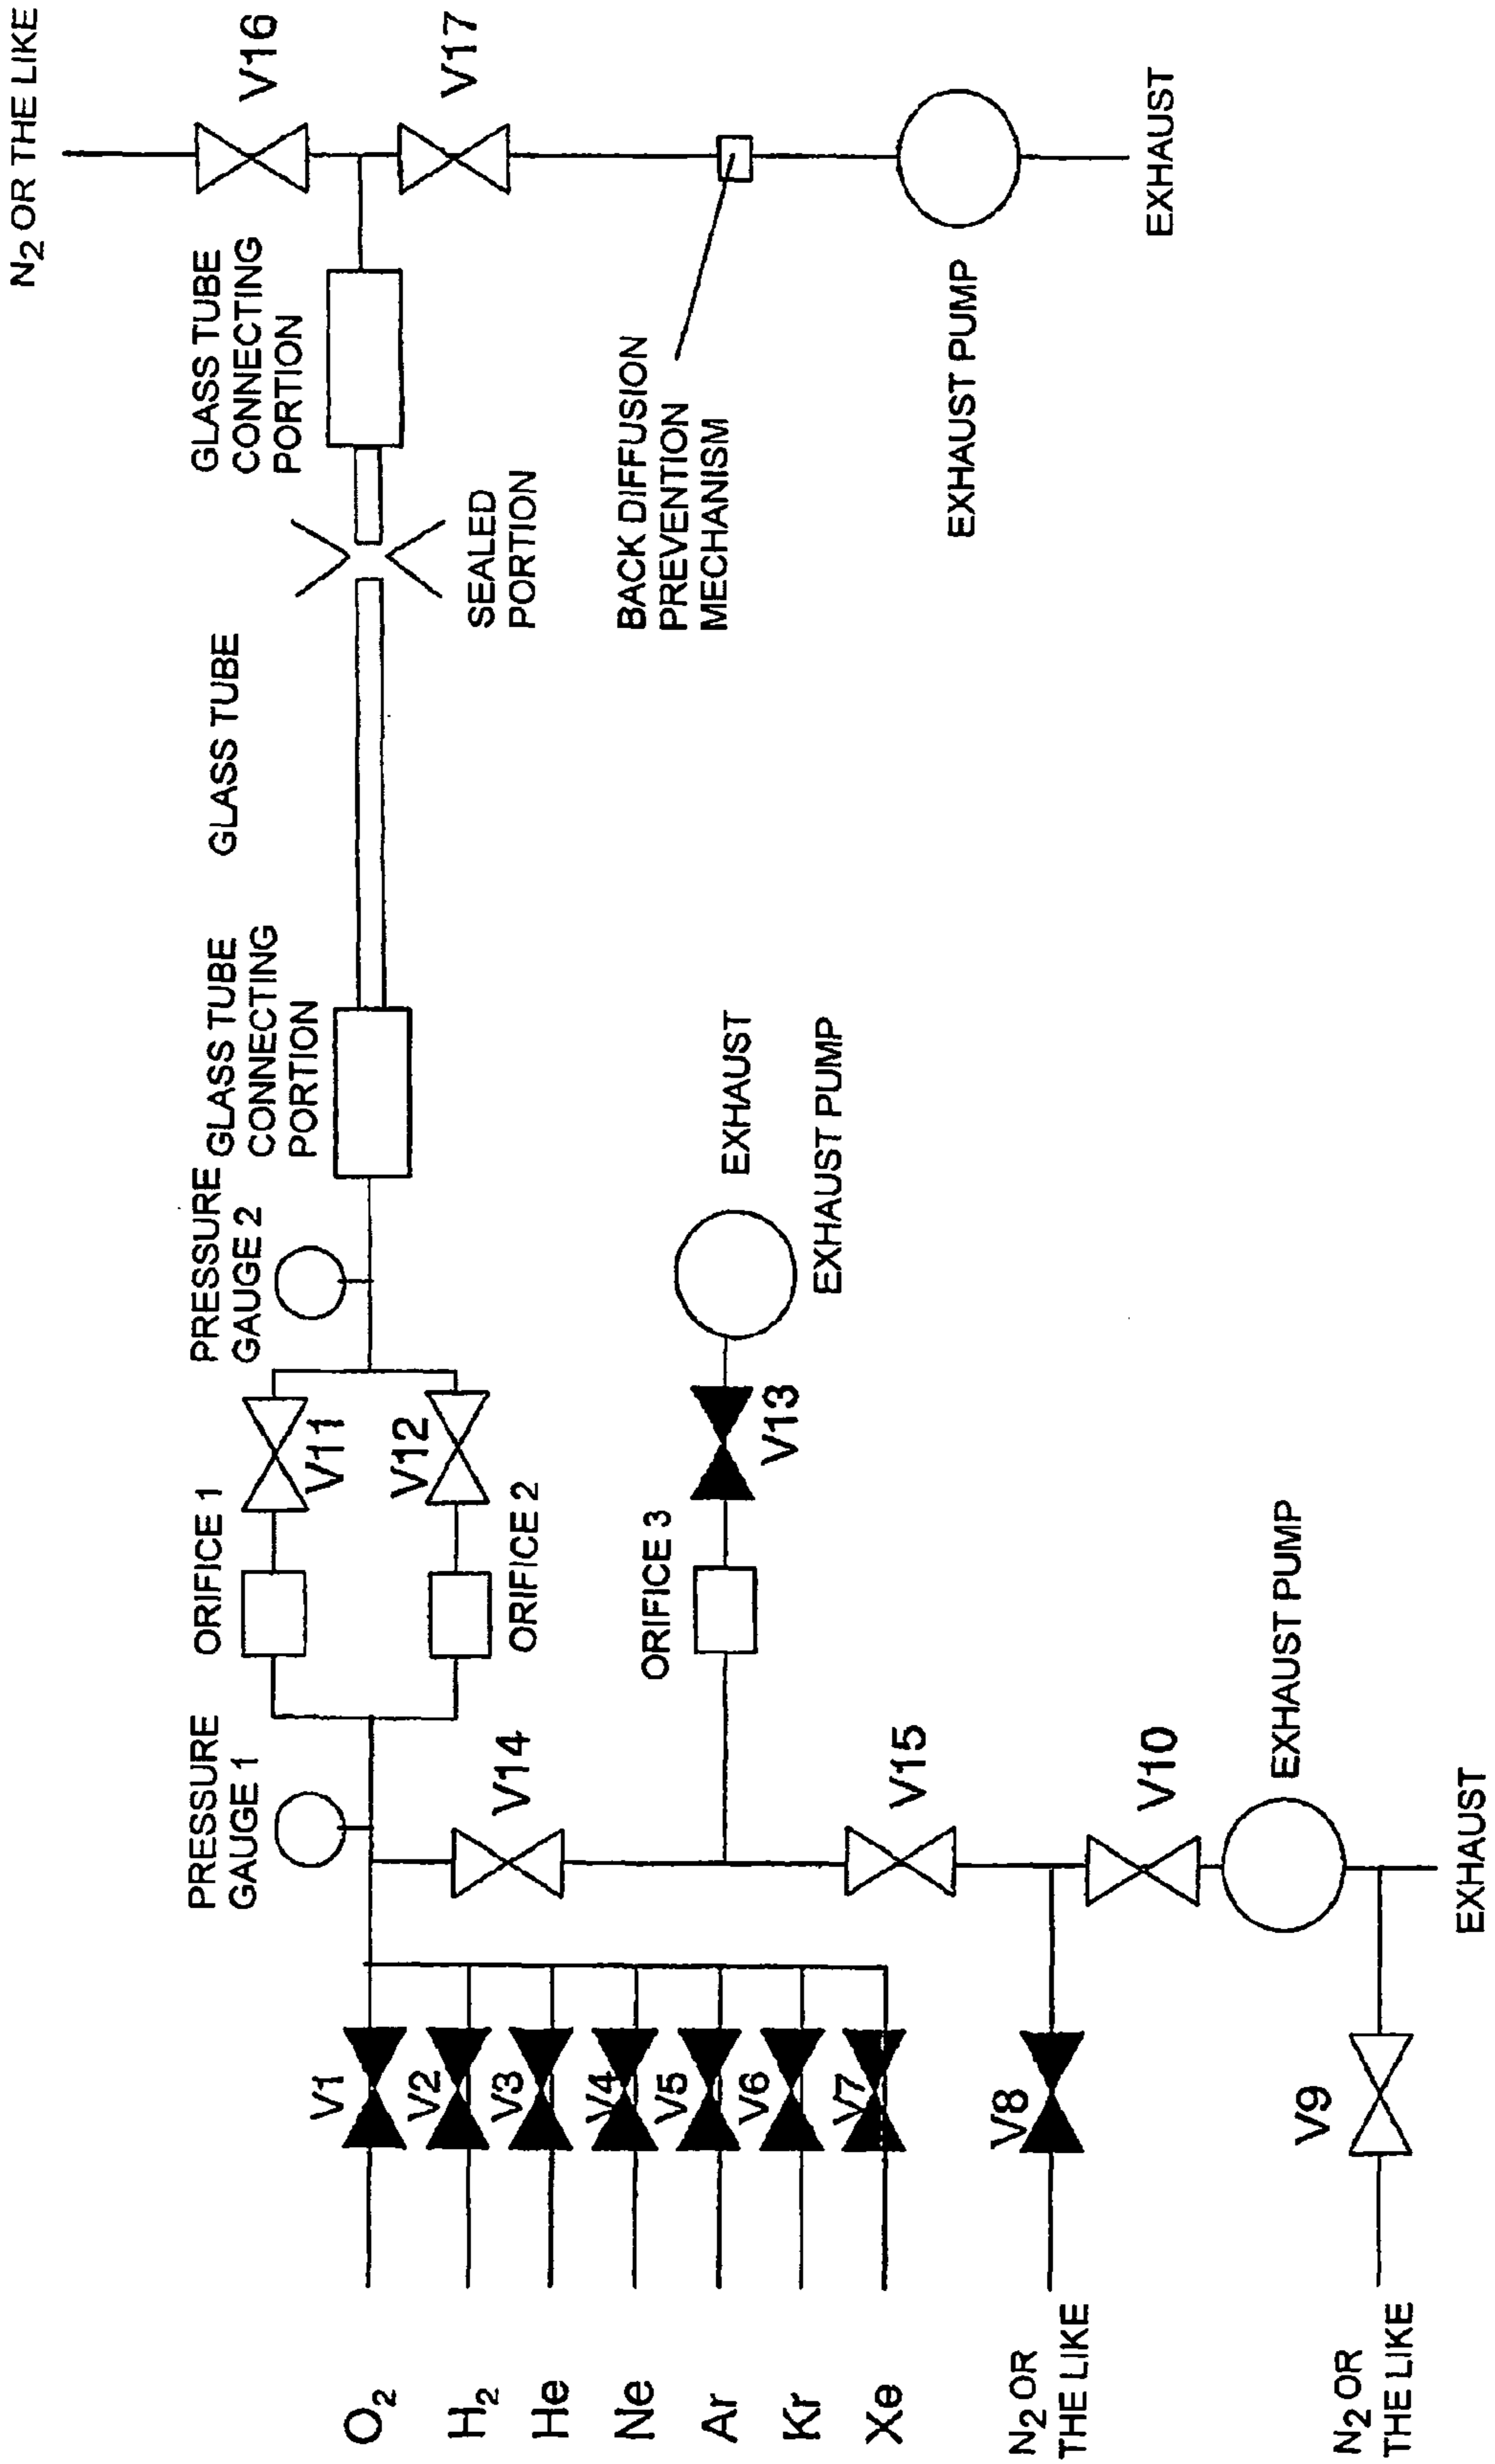 N2 OR THE LIKE
V16
V17
GLASS TUBE
CONNECTING
PORTION
SEALED
PORTION
BACK DIFFUSION
PREVENTION
MECHANISM
EXHAUST PUMP
EXHAUST
GLASS TUBE
GLASS TUBE
CONNECTING
PORTION
PRESSURE
GAUGE 2
V11
V12
ORIFICE 1
ORIFICE 2
EXHAUST
EXHAUST PUMP
V13
ORIFICE 3
PRESSURE
GAUGE 1
V14
V15
V10
EXHAUST PUMP
EXHAUST
V1
V2
V3
V4
V5
V6
V7
V8
V9
O2
H2
He
Ne
Ar
Kr
Xe
N2 OR
THE LIKE
N2 OR
THE LIKE